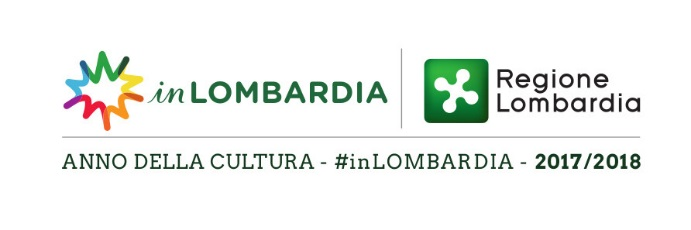 inLOMBARDIA
Regione
Lombardia
ANNO DELLA CULTURA - #inLOMBARDIA - 2017/2018